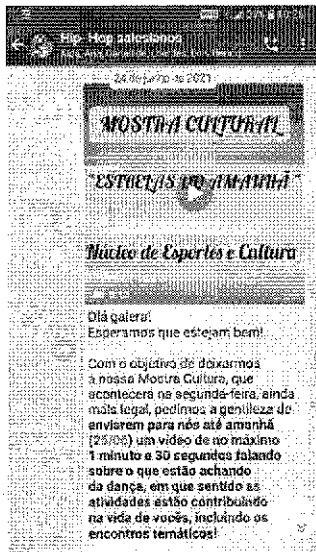 Hip-Hop salesianos
24 de junho de 2021
MOSTRA CULTURAL
"ESTRELAS DO AMANHÃ"
Núcleo de Esportes e Cultura
Olá galera!
Esperamos que estejam bem!
Com o objetivo de deixarmos
a nossa Mostra Cultura, que
acontecerá na segunda-feira, ainda
mais legal, pedimos a gentileza de
enviarem para nós até amanhã
(25/06) um vídeo de no máximo
1 minuto e 30 segundos falando
sobre o que estão achando
da dança, em que sentido as
atividades estão contribuindo
na vida de vocês, incluindo os
encontros temáticos!